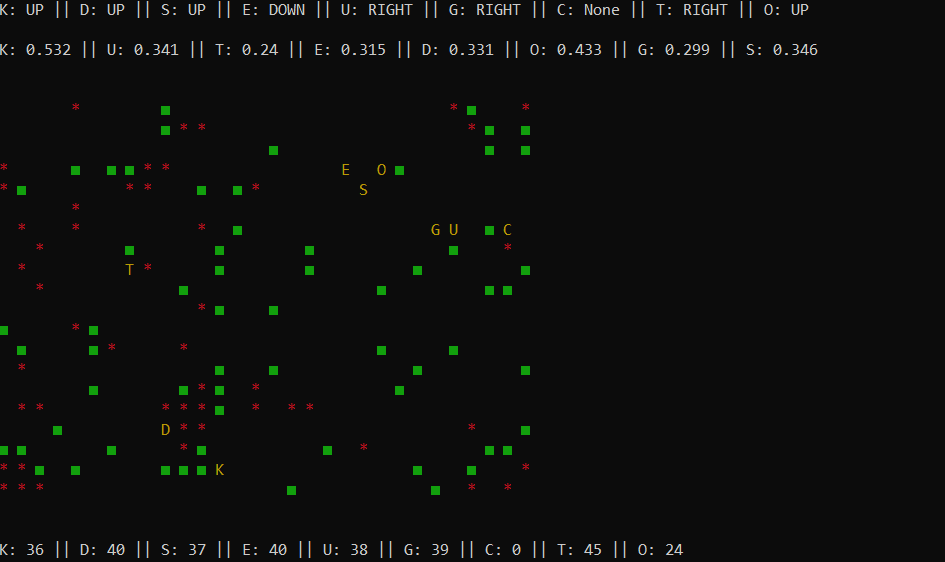 K: UP || D: UP || S: UP || E: DOWN || U: RIGHT || G: RIGHT || C: None || T: RIGHT || O: UP
K: 0.532 || U: 0.341 || T: 0.24 || E: 0.315 || D: 0.331 || O: 0.433 || G: 0.299 || S: 0.346
* ■ * ■ *
■ * * * ■ ■
■ ■ ■
* ■ ■ ■ * * E O ■
* ■ * * ■ ■ * S
*
* * * ■ G U ■ C
* ■ ■ ■ ■ *
* T * ■ ■ ■ ■
* ■ ■ ■ ■
* ■ ■
■ * ■
■ ■ * * ■ ■
* ■ ■ ■ ■
■ ■ * ■ * ■
* * * * * ■ * * *
■ D * * * ■
■ ■ ■ * ■ ■ * ■ ■
* * ■ ■ ■ ■ ■ K ■ ■ *
* * * ■ ■ * *
K: 36 || D: 40 || S: 37 || E: 40 || U: 38 || G: 39 || C: 0 || T: 45 || O: 24